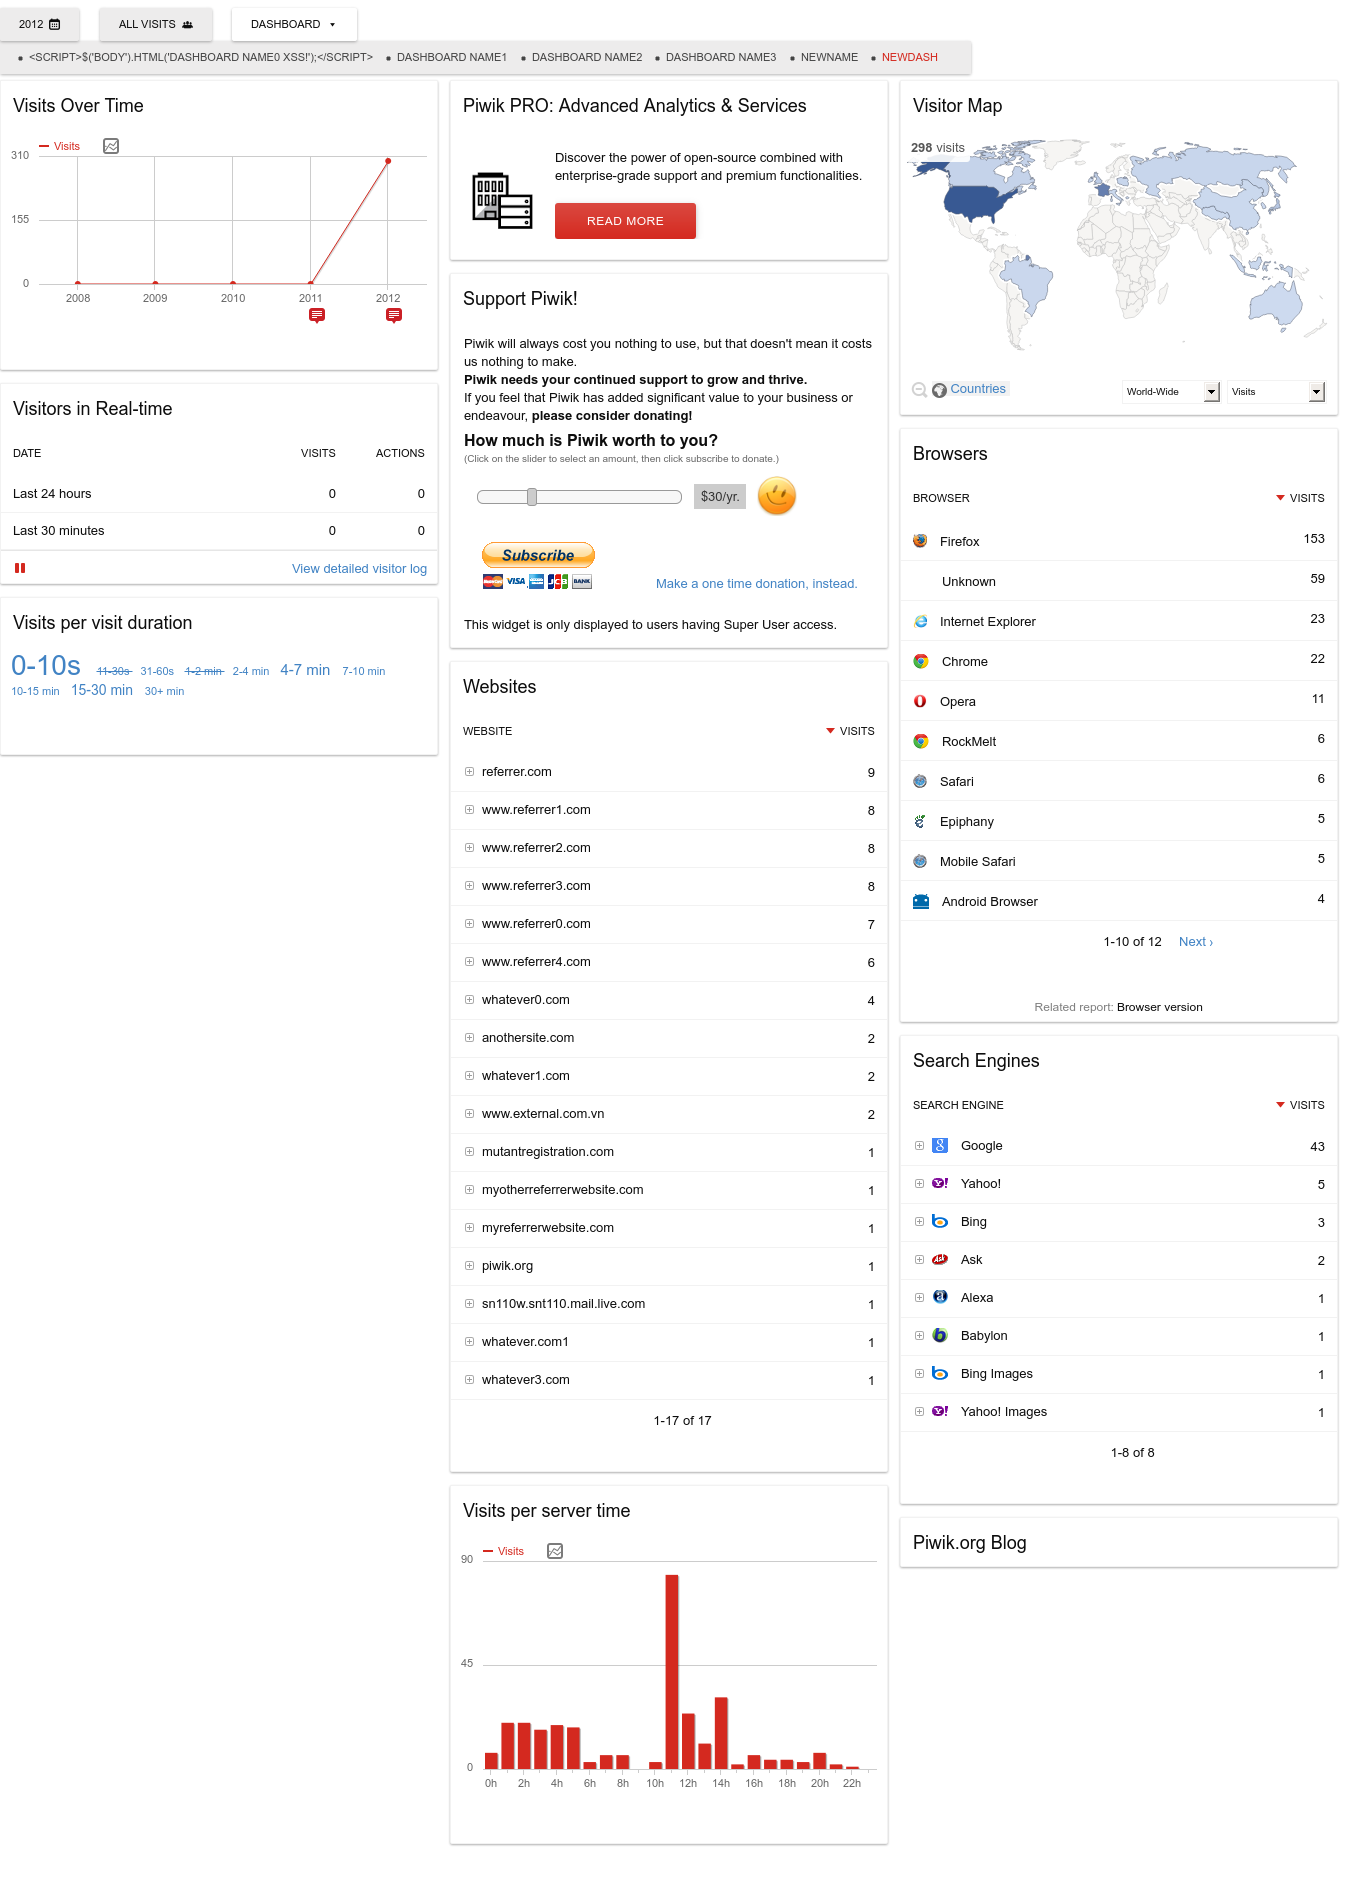 2012
ALL VISITS
DASHBOARD
<SCRIPT>$('BODY').HTML('DASHBOARD NAME0 XSS!');</SCRIPT>
DASHBOARD NAME1
DASHBOARD NAME2
DASHBOARD NAME3
NEWNAME
NEWDASH
Visits Over Time
Visits
310
155
0
2008 2009 2010 2011 2012
Visitors in Real-time
DATE VISITS ACTIONS
Last 24 hours 0 0
Last 30 minutes 0 0
View detailed visitor log
Visits per visit duration
0-10s 11-30s 31-60s 1-2 min 2-4 min 4-7 min 7-10 min
10-15 min 15-30 min 30+ min
Piwik PRO: Advanced Analytics & Services
Discover the power of open-source combined with
enterprise-grade support and premium functionalities.
READ MORE
Support Piwik!
Piwik will always cost you nothing to use, but that doesn't mean it costs
us nothing to make.
Piwik needs your continued support to grow and thrive.
If you feel that Piwik has added significant value to your business or
endeavour, please consider donating!
How much is Piwik worth to you?
(Click on the slider to select an amount, then click subscribe to donate.)
$30/yr.
Subscribe
VISA
BANK
Make a one time donation, instead.
This widget is only displayed to users having Super User access.
Websites
WEBSITE VISITS
referrer.com 9
www.referrer1.com 8
www.referrer2.com 8
www.referrer3.com 8
www.referrer0.com 7
www.referrer4.com 6
whatever0.com 4
anothersite.com 2
whatever1.com 2
www.external.com.vn 2
mutantregistration.com 1
myotherreferrerwebsite.com 1
myreferrerwebsite.com 1
piwik.org 1
sn110w.snt110.mail.live.com 1
whatever.com1 1
whatever3.com 1
1-17 of 17
Visits per server time
Visits
90
45
0
0h 2h 4h 6h 8h 10h 12h 14h 16h 18h 20h 22h
Visitor Map
298 visits
Countries
World-Wide
Visits
Browsers
BROWSER VISITS
Firefox 153
Unknown 59
Internet Explorer 23
Chrome 22
Opera 11
RockMelt 6
Safari 6
Epiphany 5
Mobile Safari 5
Android Browser 4
1-10 of 12 Next ›
Related report: Browser version
Search Engines
SEARCH ENGINE VISITS
Google 43
Yahoo! 5
Bing 3
Ask 2
Alexa 1
Babylon 1
Bing Images 1
Yahoo! Images 1
1-8 of 8
Piwik.org Blog